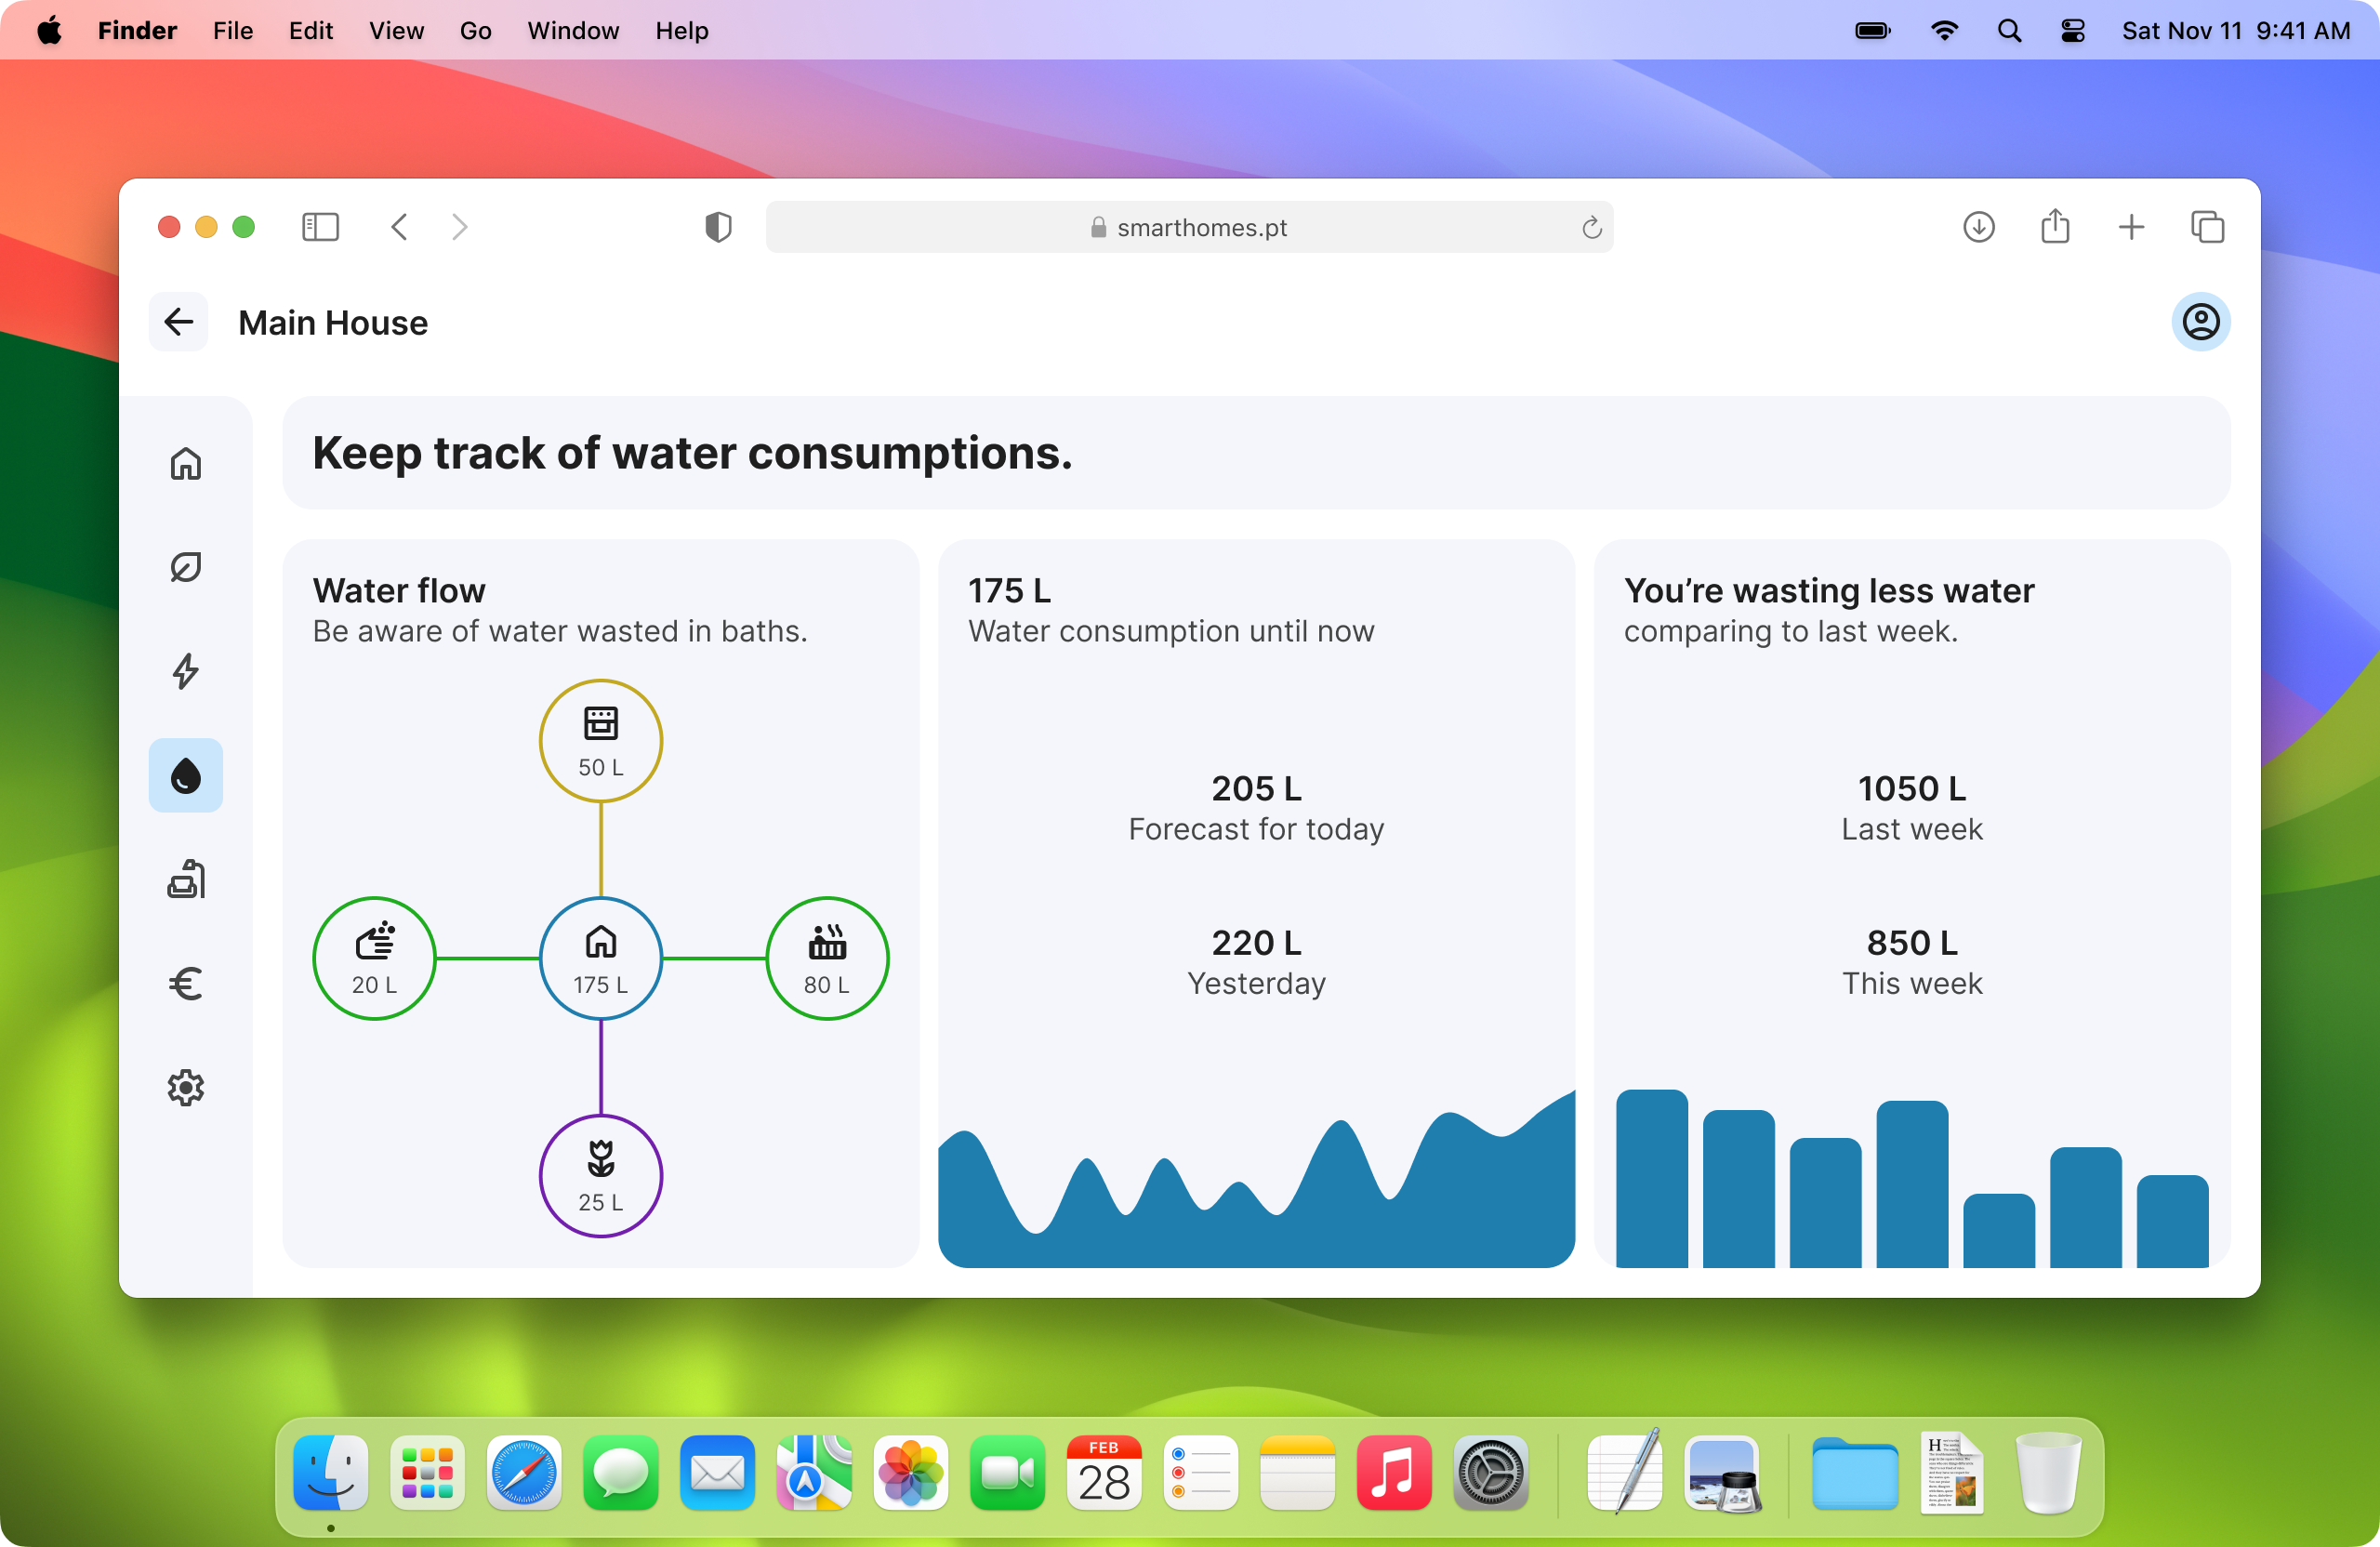 Finder File Edit View Go Window Help
Sat Nov 11 9:41 AM
smarthomes.pt
Main House
Keep track of water consumptions.
Water flow
Be aware of water wasted in baths.
50 L
20 L
175 L
80 L
25 L
175 L
Water consumption until now
205 L
Forecast for today
220 L
Yesterday
You’re wasting less water
comparing to last week.
1050 L
Last week
850 L
This week
FEB
28